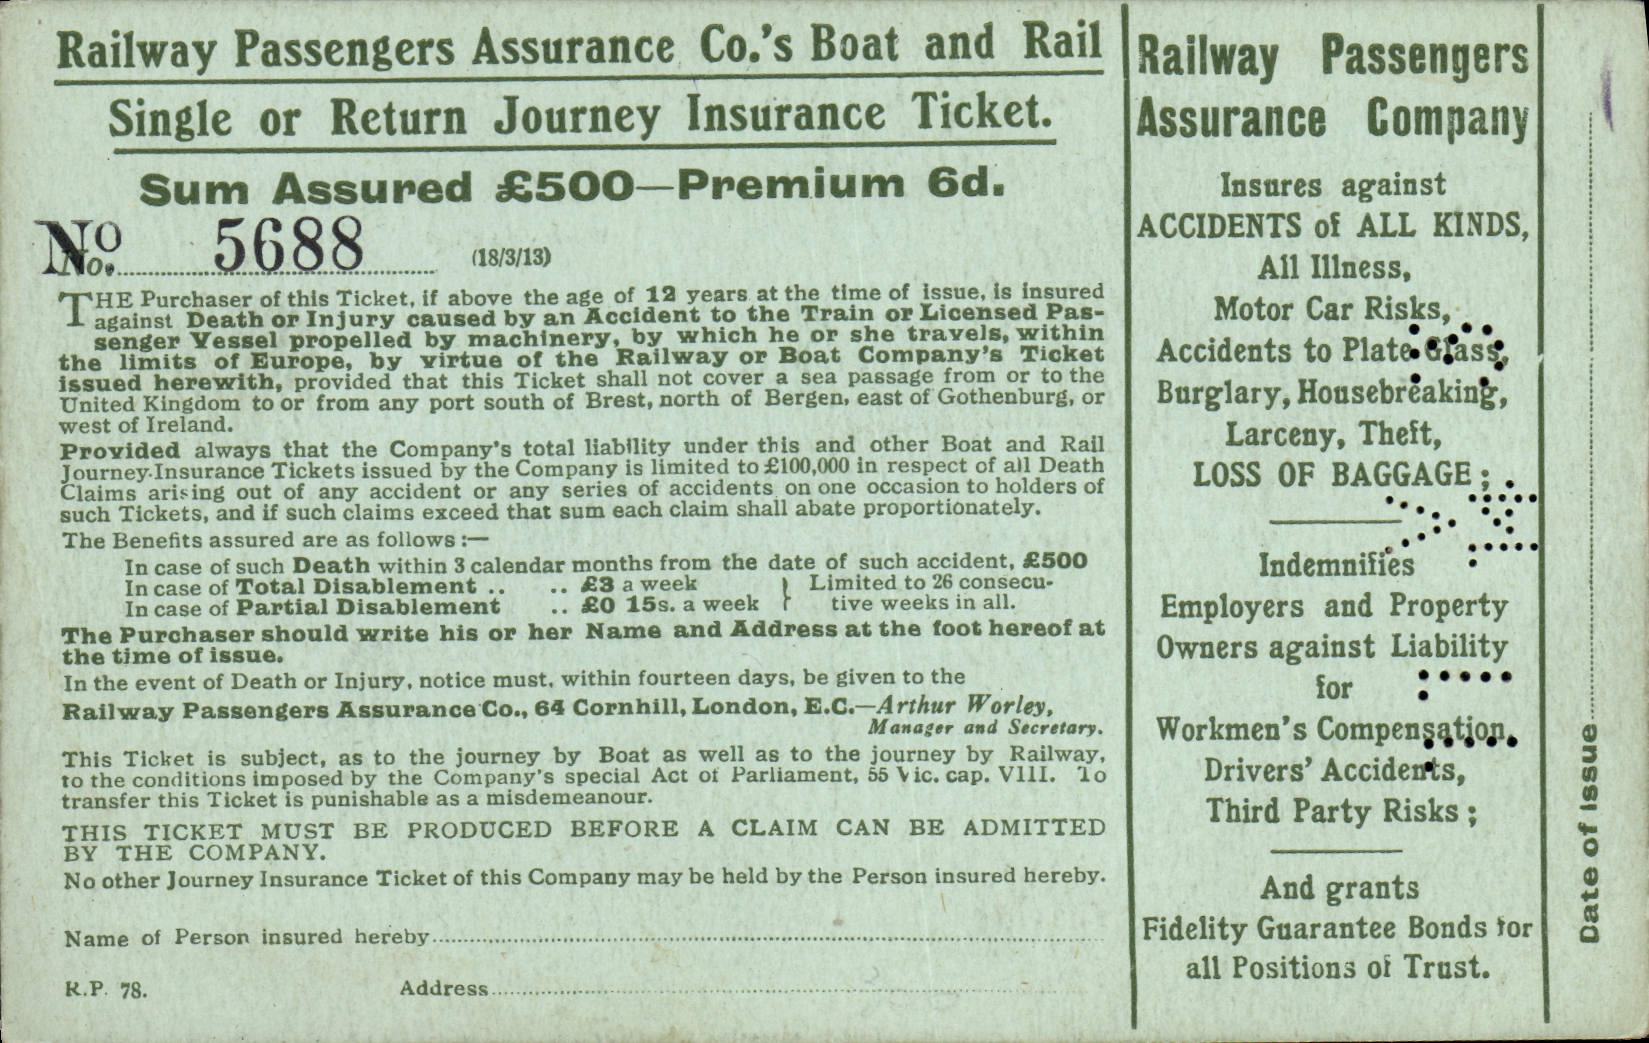 Railway Passengers Assurance Co.'s Boat and Rail
Single or Return Journey Insurance Ticket.
Sum Assured £500—Premium 6d.
No. 5688 (18/3/13)
THE Purchaser of this Ticket, if above the age of 12 years at the time of issue, is insured
against Death or Injury caused by an Accident to the Train or Licensed Pas-
senger Vessel propelled by machinery, by which he or she travels, within
the limits of Europe, by virtue of the Railway or Boat Company's Ticket
issued herewith, provided that this Ticket shall not cover a sea passage from or to the
United Kingdom to or from any port south of Brest, north of Bergen, east of Gothenburg, or
west of Ireland.
Provided always that the Company's total liability under this and other Boat and Rail
Journey-Insurance Tickets issued by the Company is limited to £100,000 in respect of all Death
Claims arising out of any accident or any series of accidents on one occasion to holders of
such Tickets, and if such claims exceed that sum each claim shall abate proportionately.
The Benefits assured are as follows :—
In case of such Death within 3 calendar months from the date of such accident, £500
In case of Total Disablement .. .. £3 a week } Limited to 26 consecu-
In case of Partial Disablement .. £0 15s. a week } tive weeks in all.
The Purchaser should write his or her Name and Address at the foot hereof at
the time of issue.
In the event of Death or Injury, notice must, within fourteen days, be given to the
Railway Passengers Assurance Co., 64 Cornhill, London, E.C.—Arthur Worley,
Manager and Secretary.
This Ticket is subject, as to the journey by Boat as well as to the journey by Railway,
to the conditions imposed by the Company's special Act of Parliament, 55 Vic. cap. VIII. To
transfer this Ticket is punishable as a misdemeanour.
THIS TICKET MUST BE PRODUCED BEFORE A CLAIM CAN BE ADMITTED
BY THE COMPANY.
No other Journey Insurance Ticket of this Company may be held by the Person insured hereby.
Name of Person insured hereby
R.P. 78. Address
Railway Passengers
Assurance Company
Insures against
ACCIDENTS of ALL KINDS,
All Illness,
Motor Car Risks,
Accidents to Plate Glass,
Burglary, Housebreaking,
Larceny, Theft,
LOSS OF BAGGAGE ;
Indemnifies
Employers and Property
Owners against Liability
for
Workmen's Compensation,
Drivers' Accidents,
Third Party Risks ;
And grants
Fidelity Guarantee Bonds for
all Positions of Trust.
Date of Issue